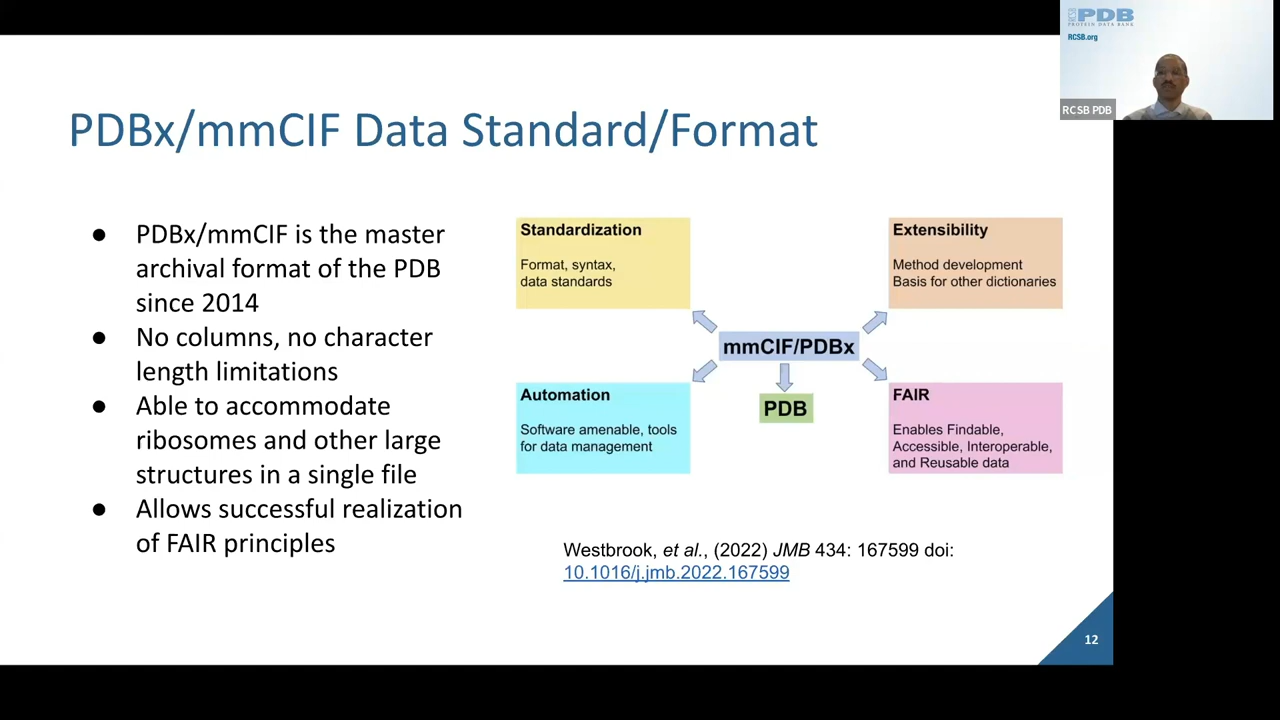 PDB
PROTEIN DATA BANK
RCSB.org
RCSB PDB
PDBx/mmCIF Data Standard/Format
● PDBx/mmCIF is the master
archival format of the PDB
since 2014
● No columns, no character
length limitations
● Able to accommodate
ribosomes and other large
structures in a single file
● Allows successful realization
of FAIR principles
Standardization
Format, syntax,
data standards
Extensibility
Method development
Basis for other dictionaries
mmCIF/PDBx
PDB
Automation
Software amenable, tools
for data management
FAIR
Enables Findable,
Accessible, Interoperable,
and Reusable data
Westbrook, et al., (2022) JMB 434: 167599 doi:
10.1016/j.jmb.2022.167599
12